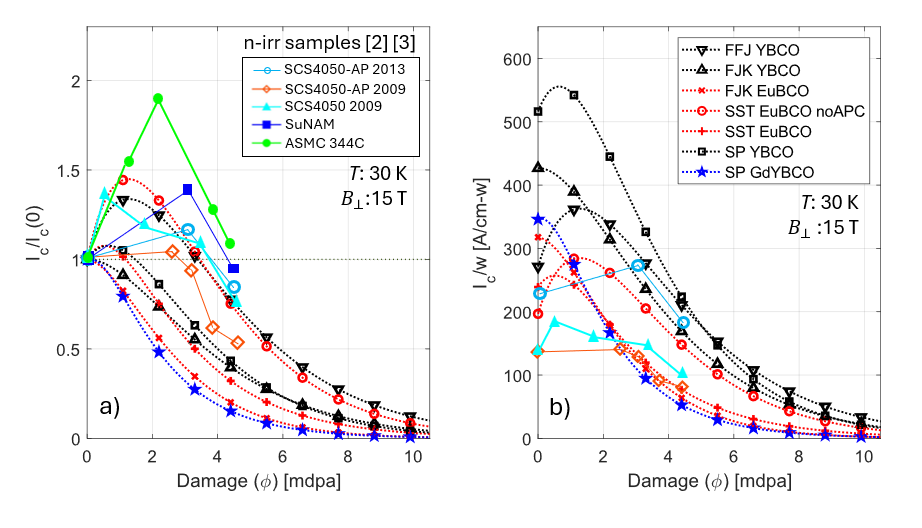 n-irr samples [2] [3]
SCS4050-AP 2013
SCS4050-AP 2009
SCS4050 2009
SuNAM
ASMC 344C
T: 30 K
B⊥:15 T
2
1.5
1
0.5
0
I_c/I_c(0)
a)
0 2 4 6 8 10
Damage (ϕ) [mdpa]
FFJ YBCO
FJK YBCO
FJK EuBCO
SST EuBCO noAPC
SST EuBCO
SP YBCO
SP GdYBCO
T: 30 K
B⊥:15 T
600
500
400
300
200
100
0
I_c/w [A/cm-w]
b)
0 2 4 6 8 10
Damage (ϕ) [mdpa]